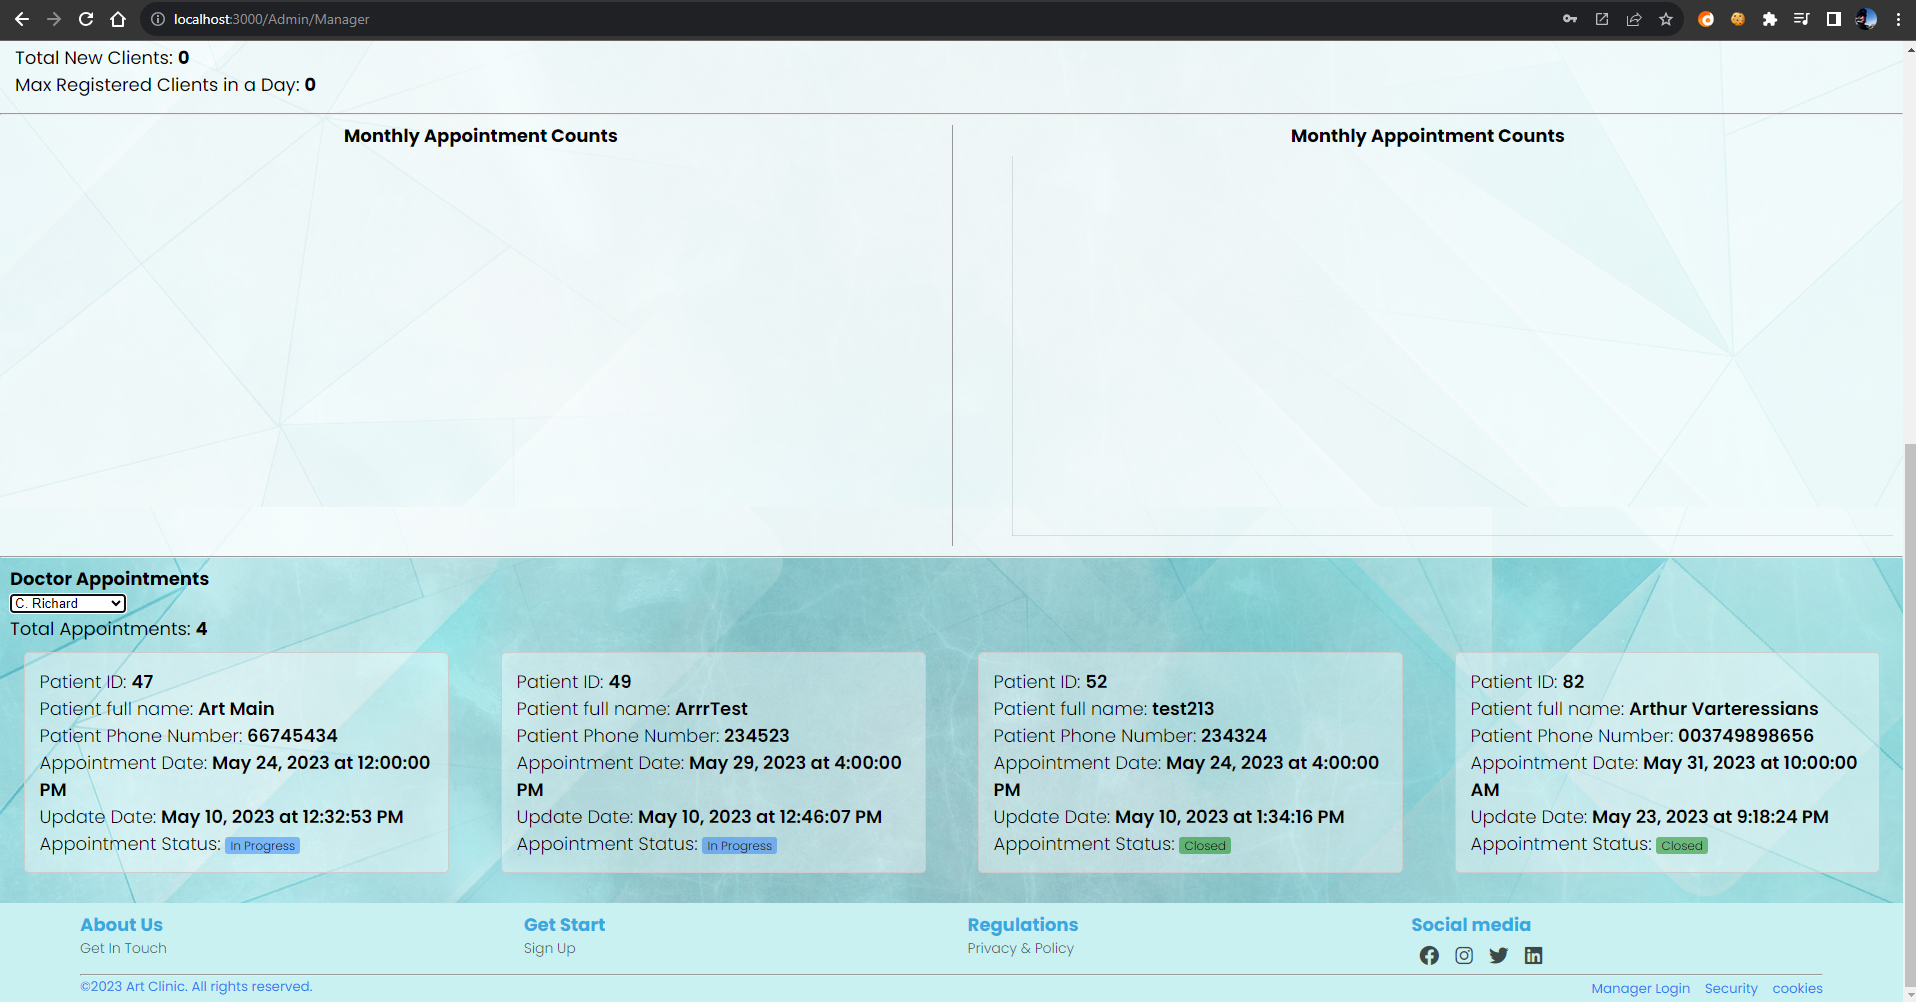 localhost:3000/Admin/Manager
Total New Clients: 0
Max Registered Clients in a Day: 0
Monthly Appointment Counts
Monthly Appointment Counts
Doctor Appointments
C. Richard
Total Appointments: 4
Patient ID: 47
Patient full name: Art Main
Patient Phone Number: 66745434
Appointment Date: May 24, 2023 at 12:00:00
PM
Update Date: May 10, 2023 at 12:32:53 PM
Appointment Status: In Progress
Patient ID: 49
Patient full name: ArrrTest
Patient Phone Number: 234523
Appointment Date: May 29, 2023 at 4:00:00
PM
Update Date: May 10, 2023 at 12:46:07 PM
Appointment Status: In Progress
Patient ID: 52
Patient full name: test213
Patient Phone Number: 234324
Appointment Date: May 24, 2023 at 4:00:00
PM
Update Date: May 10, 2023 at 1:34:16 PM
Appointment Status: Closed
Patient ID: 82
Patient full name: Arthur Varteressians
Patient Phone Number: 003749898656
Appointment Date: May 31, 2023 at 10:00:00
AM
Update Date: May 23, 2023 at 9:18:24 PM
Appointment Status: Closed
About Us
Get In Touch
Get Start
Sign Up
Regulations
Privacy & Policy
Social media
©2023 Art Clinic. All rights reserved.
Manager Login Security cookies